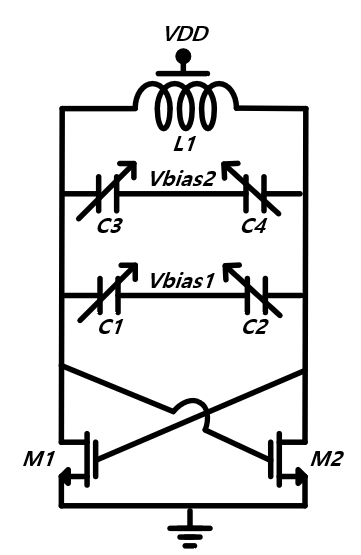 VDD
L1
Vbias2
C3 C4
Vbias1
C1 C2
M1 M2